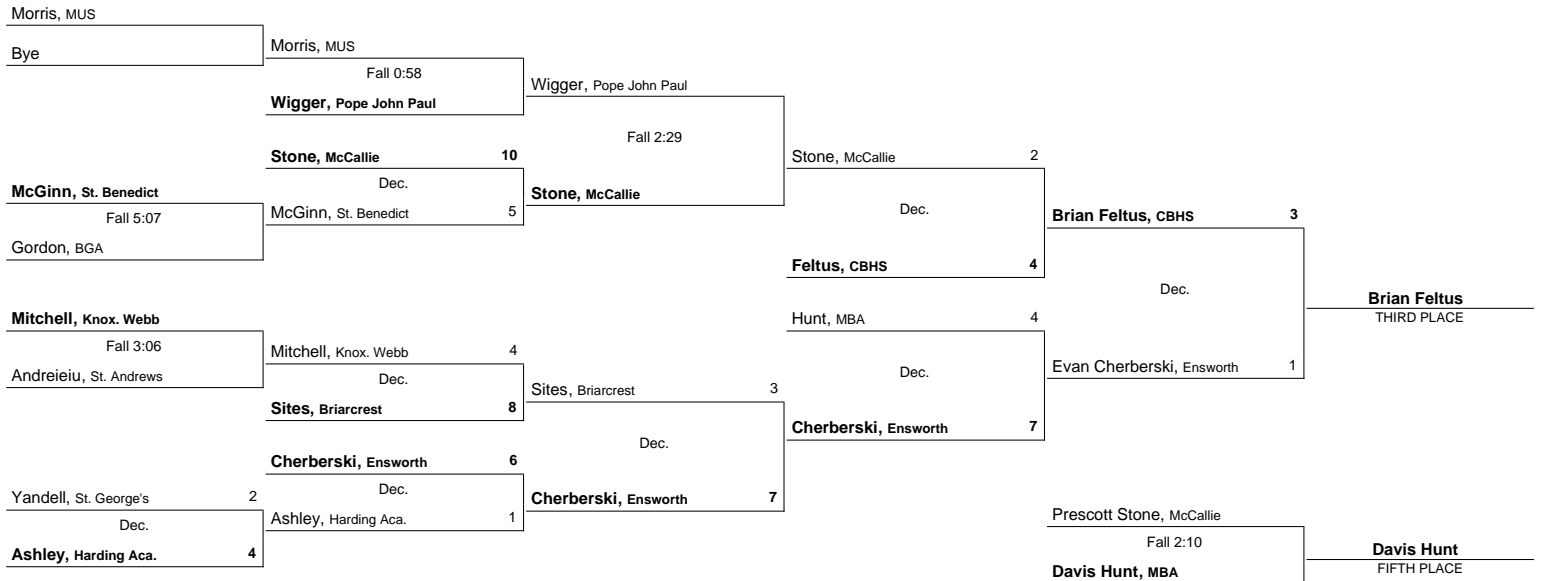 Morris, MUS
Bye
Morris, MUS
Fall 0:58
Wigger, Pope John Paul
Wigger, Pope John Paul
Fall 2:29
Stone, McCallie 10
Dec.
McGinn, St. Benedict 5
Stone, McCallie
McGinn, St. Benedict
Fall 5:07
Gordon, BGA
Stone, McCallie 2
Dec.
Feltus, CBHS 4
Brian Feltus, CBHS 3
Dec.
Brian Feltus
THIRD PLACE
Mitchell, Knox. Webb
Fall 3:06
Andreieiu, St. Andrews
Mitchell, Knox. Webb 4
Dec.
Sites, Briarcrest 8
Sites, Briarcrest 3
Dec.
Cherberski, Ensworth 7
Hunt, MBA 4
Dec.
Cherberski, Ensworth 7
Evan Cherberski, Ensworth 1
Cherberski, Ensworth 6
Dec.
Ashley, Harding Aca. 1
Yandell, St. George's 2
Dec.
Ashley, Harding Aca. 4
Prescott Stone, McCallie
Fall 2:10
Davis Hunt, MBA
Davis Hunt
FIFTH PLACE